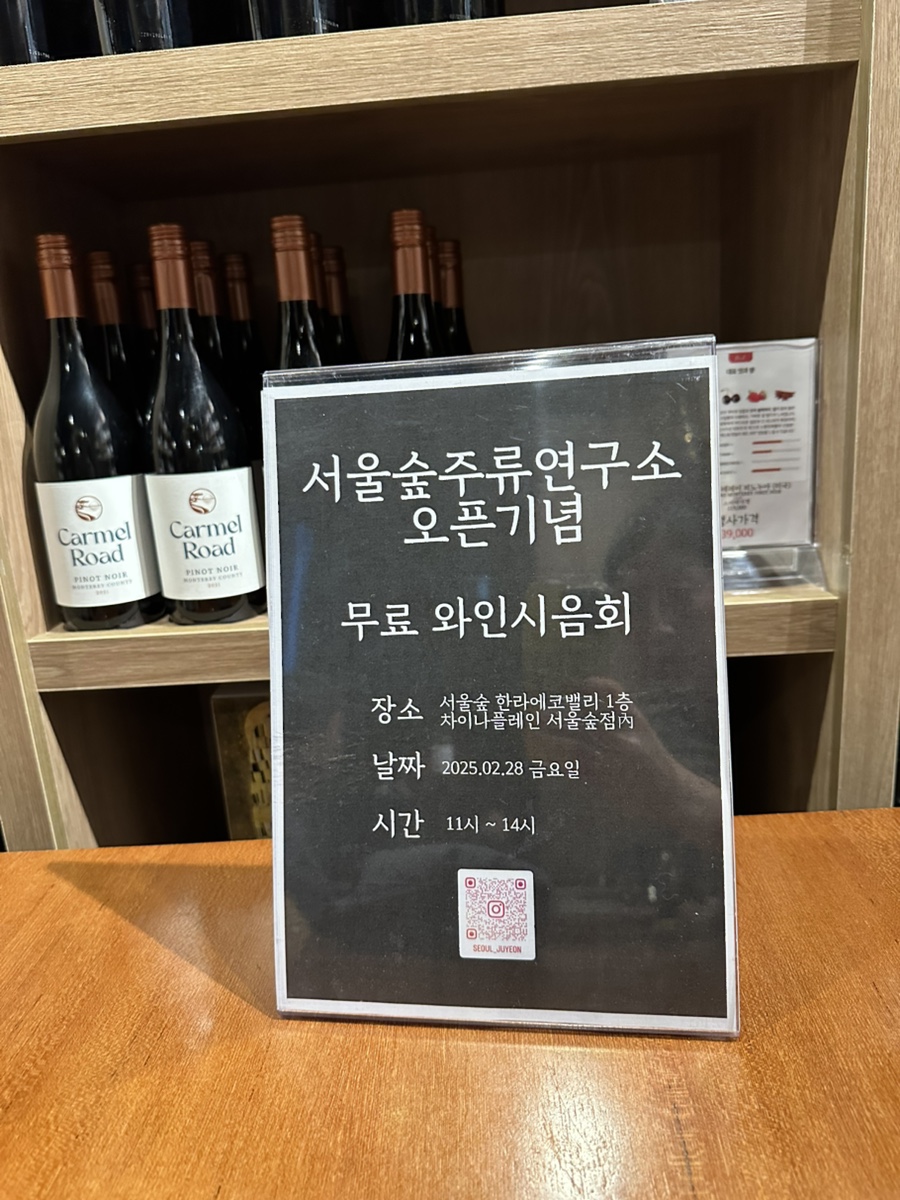 Carmel
Road
PINOT NOIR
MONTEREY COUNTY
2021
Carmel
Road
PINOT NOIR
MONTEREY COUNTY
2021
서울숲주류연구소
오픈기념
무료 와인시음회
장소 서울숲 한라에코밸리 1층
차이나플레인 서울숲점內
날짜 2025.02.28 금요일
시간 11시 ~ 14시
SEOUL_JUYEON